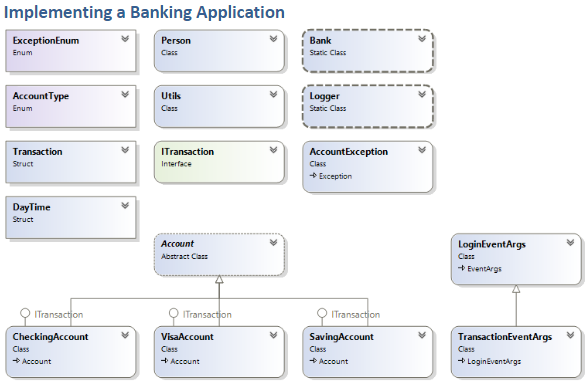 Implementing a Banking Application
ExceptionEnum
Enum
Person
Class
Bank
Static Class
AccountType
Enum
Utils
Class
Logger
Static Class
Transaction
Struct
ITransaction
Interface
AccountException
Class
Exception
DayTime
Struct
Account
Abstract Class
LoginEventArgs
Class
EventArgs
ITransaction
ITransaction
ITransaction
CheckingAccount
Class
Account
VisaAccount
Class
Account
SavingAccount
Class
Account
TransactionEventArgs
Class
LoginEventArgs